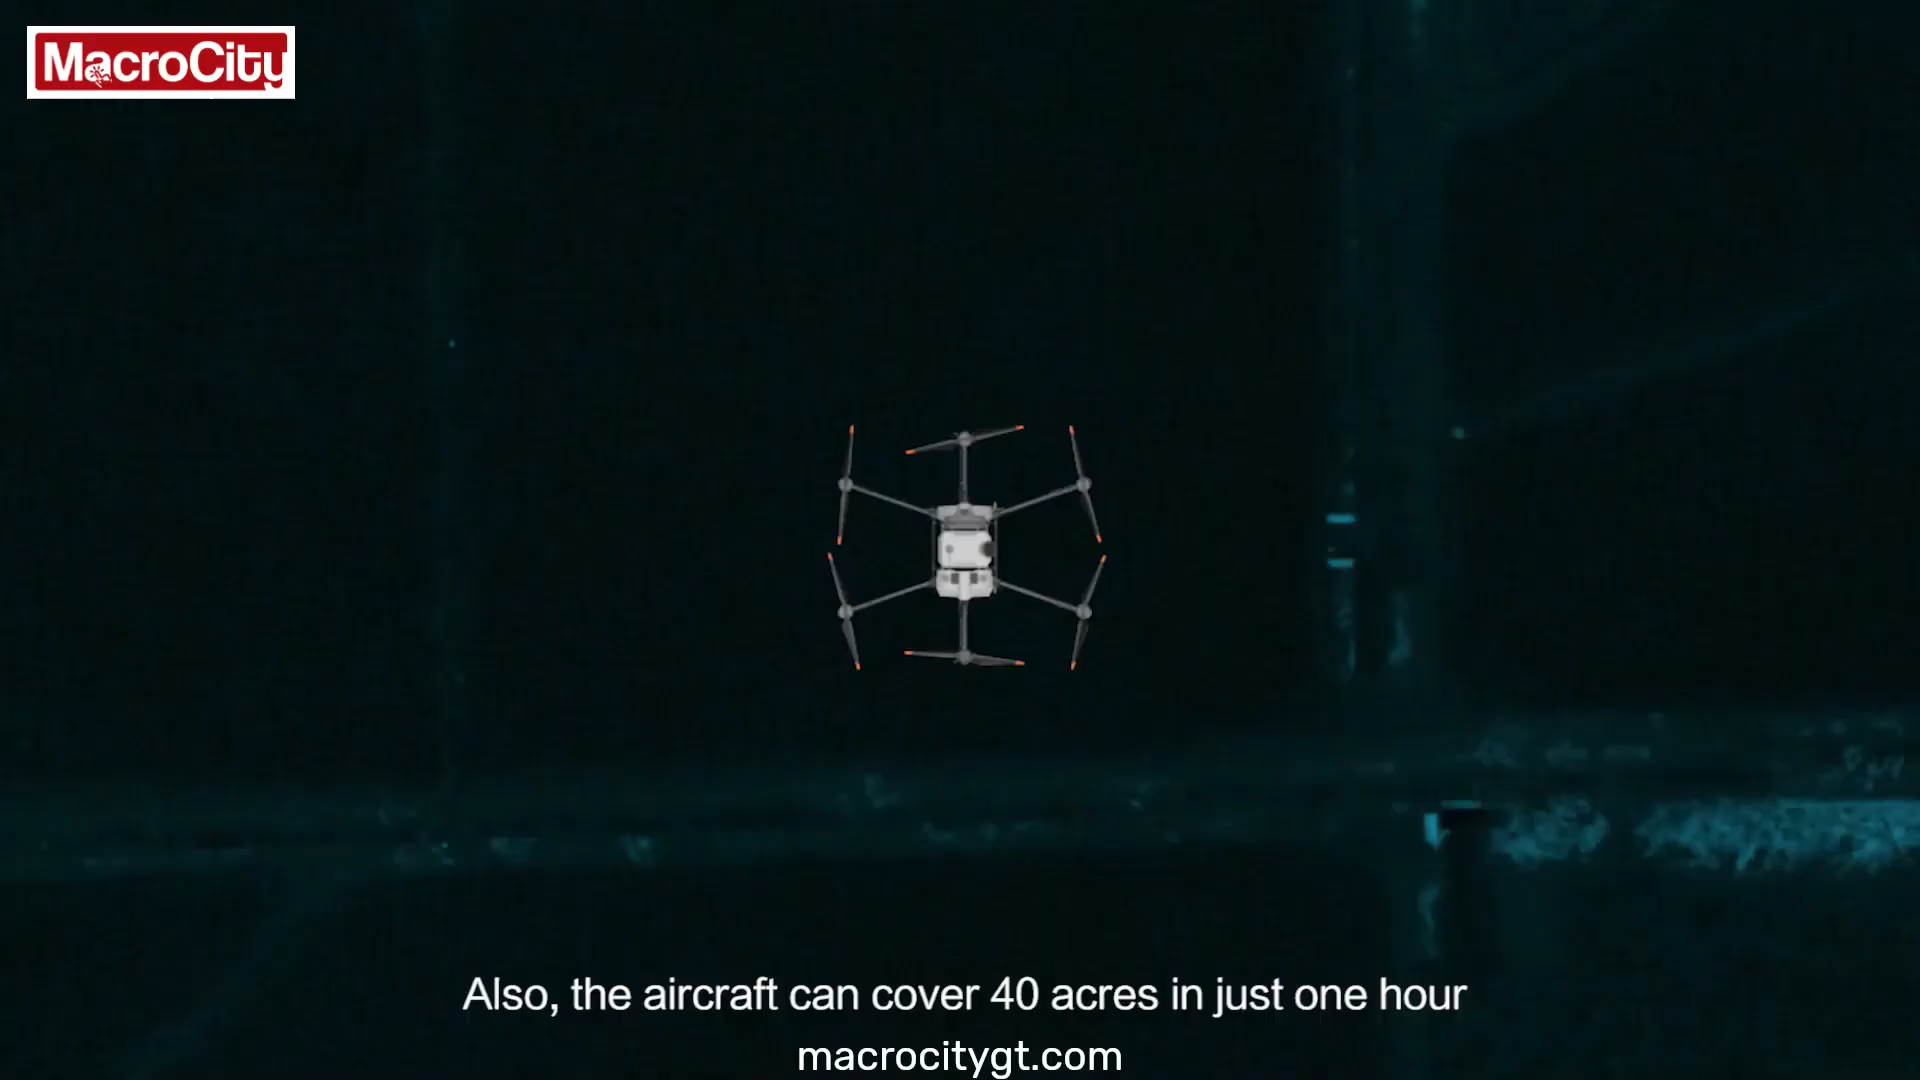 MacroCity
Also, the aircraft can cover 40 acres in just one hour
macrocitygt.com